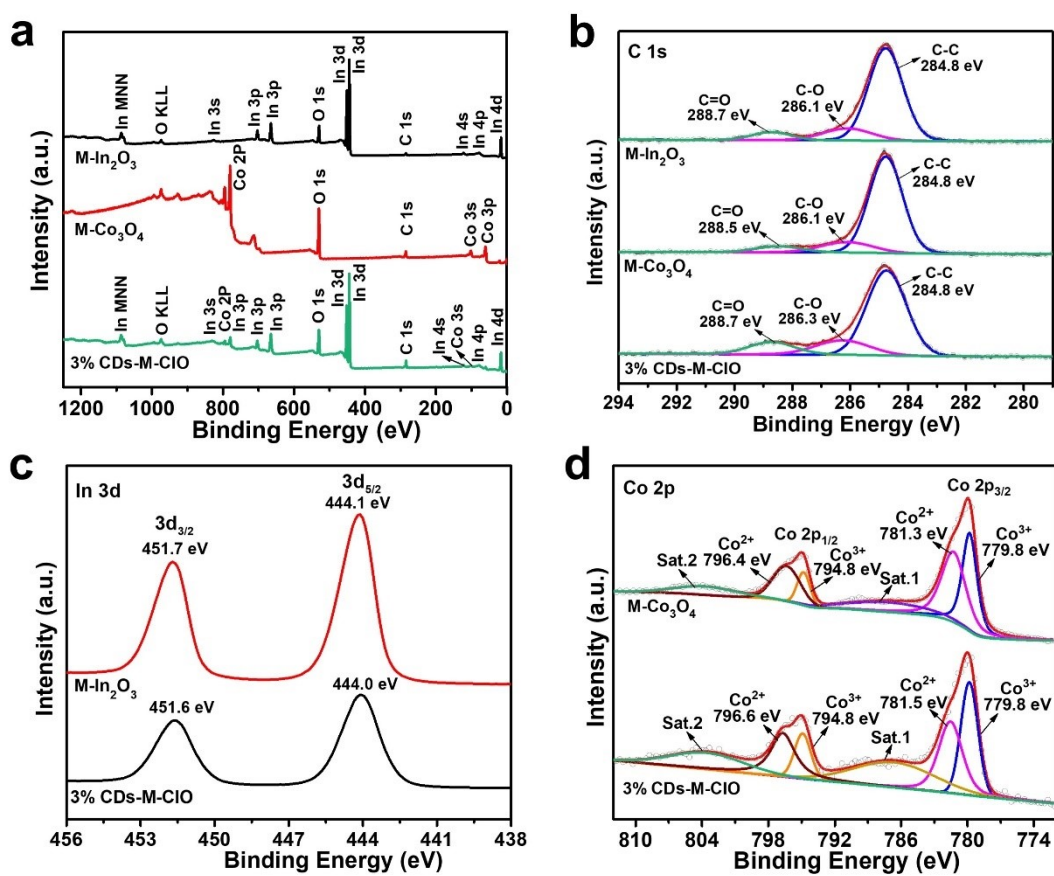 a
Intensity (a.u.)
In MNN
O KLL
In 3s
In 3p
In 3p
O 1s
In 3d
In 3d
C 1s
In 4s
In 4p
In 4d
M-In₂O₃
Co 2P
O 1s
C 1s
Co 3s
Co 3p
M-Co₃O₄
In MNN
O KLL
In 3s
Co 2P
In 3p
In 3p
In 3p
O 1s
In 3d
In 3d
C 1s
In 4s
Co 3s
In 4p
In 4d
3% CDs-M-CIO
1200 1000 800 600 400 200 0
Binding Energy (eV)
b
C 1s
Intensity (a.u.)
C-C
284.8 eV
C-O
286.1 eV
C=O
288.7 eV
M-In₂O₃
C-C
284.8 eV
C-O
286.1 eV
C=O
288.5 eV
M-Co₃O₄
C-C
284.8 eV
C-O
286.3 eV
C=O
288.7 eV
3% CDs-M-CIO
294 292 290 288 286 284 282 280
Binding Energy (eV)
c
In 3d
Intensity (a.u.)
3d₅/₂
444.1 eV
3d₃/₂
451.7 eV
M-In₂O₃
444.0 eV
451.6 eV
3% CDs-M-CIO
456 453 450 447 444 441 438
Binding Energy (eV)
d
Co 2p
Intensity (a.u.)
Co 2p₃/₂
Co²⁺
781.3 eV
Co³⁺
779.8 eV
Co 2p₁/₂
Co²⁺
796.4 eV
Co³⁺
794.8 eV
Sat.2
Sat.1
M-Co₃O₄
Co²⁺
781.5 eV
Co³⁺
779.8 eV
Co²⁺
796.6 eV
Co³⁺
794.8 eV
Sat.2
Sat.1
3% CDs-M-CIO
810 804 798 792 786 780 774
Binding Energy (eV)